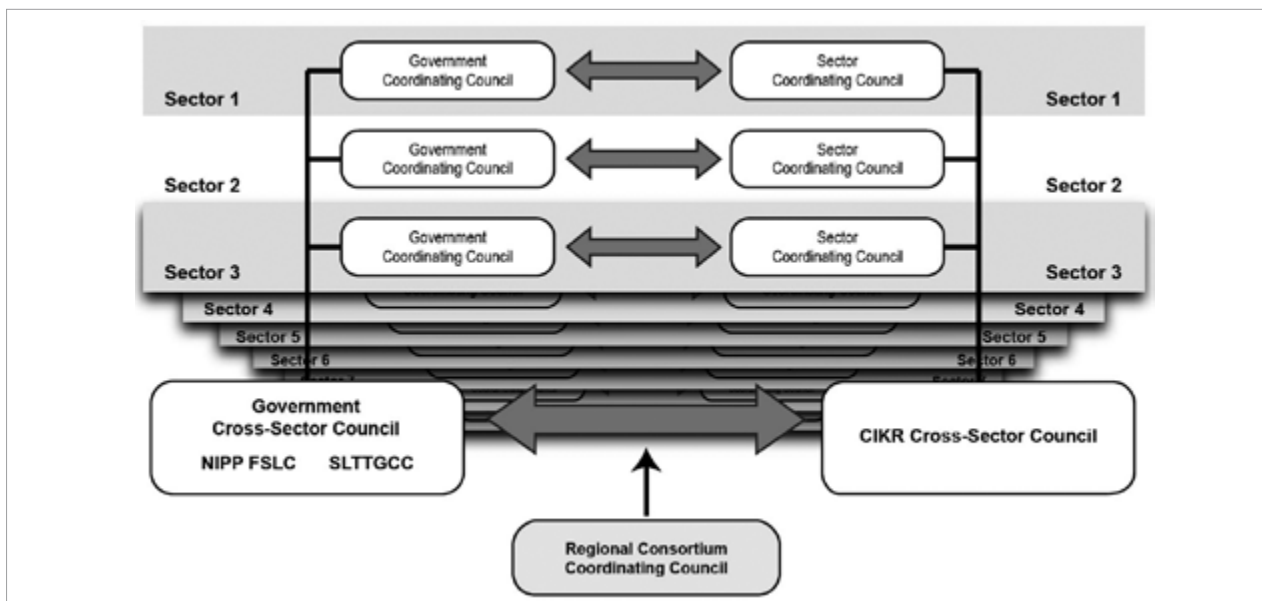 Government
Coordinating Council
Sector
Coordinating Council
Sector 1
Sector 1
Government
Coordinating Council
Sector
Coordinating Council
Sector 2
Sector 2
Government
Coordinating Council
Sector
Coordinating Council
Sector 3
Sector 3
Sector 4
Sector 4
Sector 5
Sector 5
Sector 6
Sector 6
Government
Cross-Sector Council
NIPP FSLC SLTTGCC
CIKR Cross-Sector Council
Regional Consortium
Coordinating Council